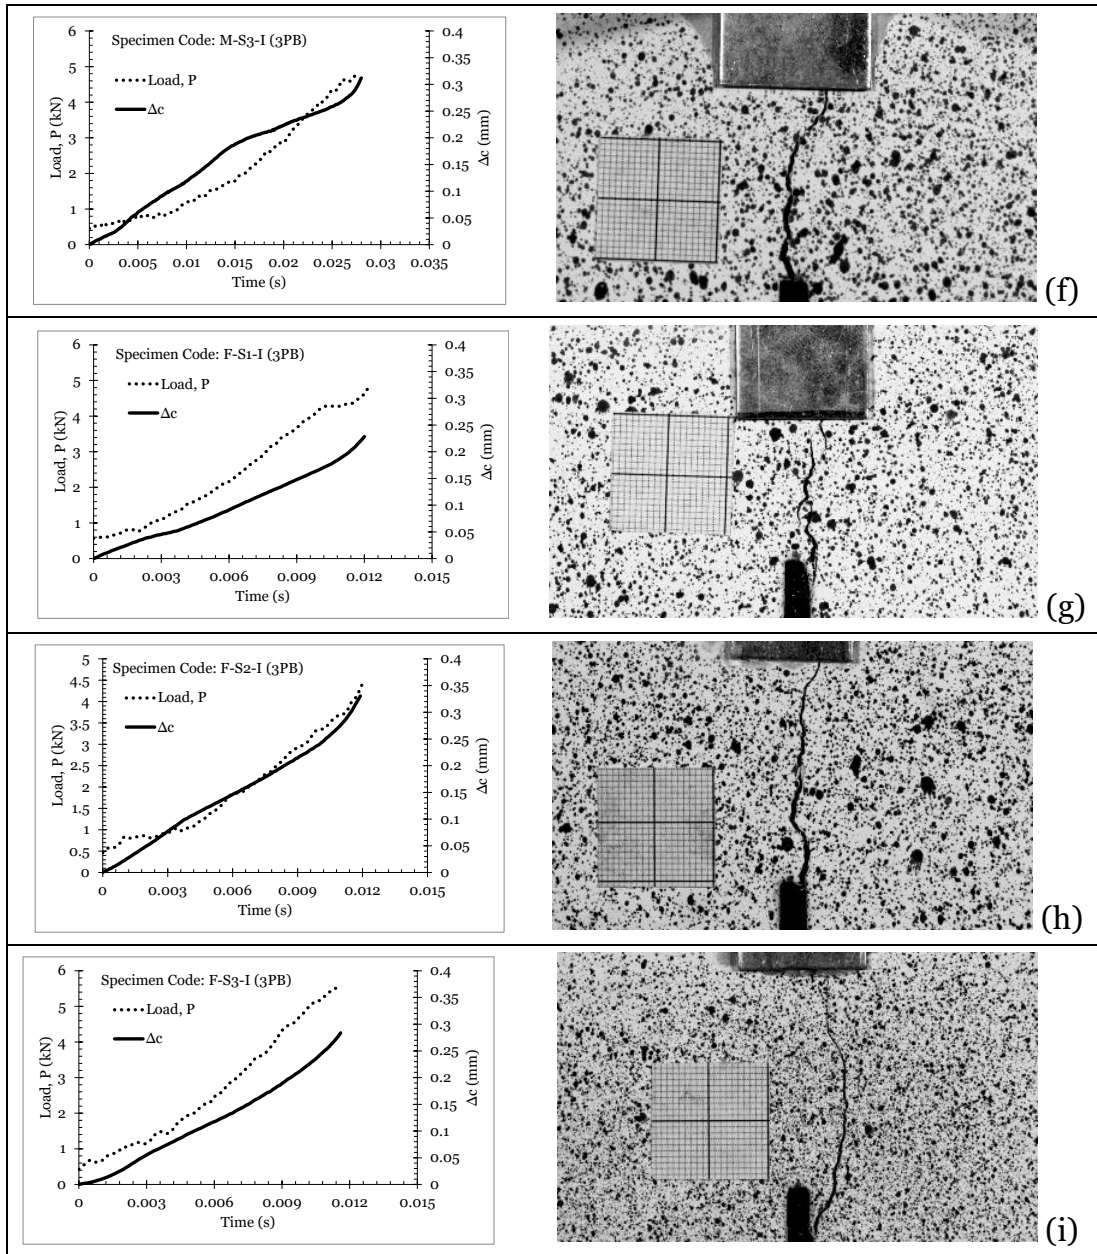 Specimen Code: M-S3-I (3PB)
Load, P
Δc
Load, P (kN)
6
5
4
3
2
1
0
0.4
0.35
0.3
0.25
0.2
0.15
0.1
0.05
0
Δc (mm)
0 0.005 0.01 0.015 0.02 0.025 0.03 0.035
Time (s)
(f)
Specimen Code: F-S1-I (3PB)
Load, P
Δc
Load, P (kN)
6
5
4
3
2
1
0
0.4
0.35
0.3
0.25
0.2
0.15
0.1
0.05
0
Δc (mm)
0 0.003 0.006 0.009 0.012 0.015
Time (s)
(g)
Specimen Code: F-S2-I (3PB)
Load, P
Δc
Load, P (kN)
5
4.5
4
3.5
3
2.5
2
1.5
1
0.5
0
0.4
0.35
0.3
0.25
0.2
0.15
0.1
0.05
0
Δc (mm)
0 0.003 0.006 0.009 0.012 0.015
Time (s)
(h)
Specimen Code: F-S3-I (3PB)
Load, P
Δc
Load, P (kN)
6
5
4
3
2
1
0
0.4
0.35
0.3
0.25
0.2
0.15
0.1
0.05
0
Δc (mm)
0 0.003 0.006 0.009 0.012 0.015
Time (s)
(i)